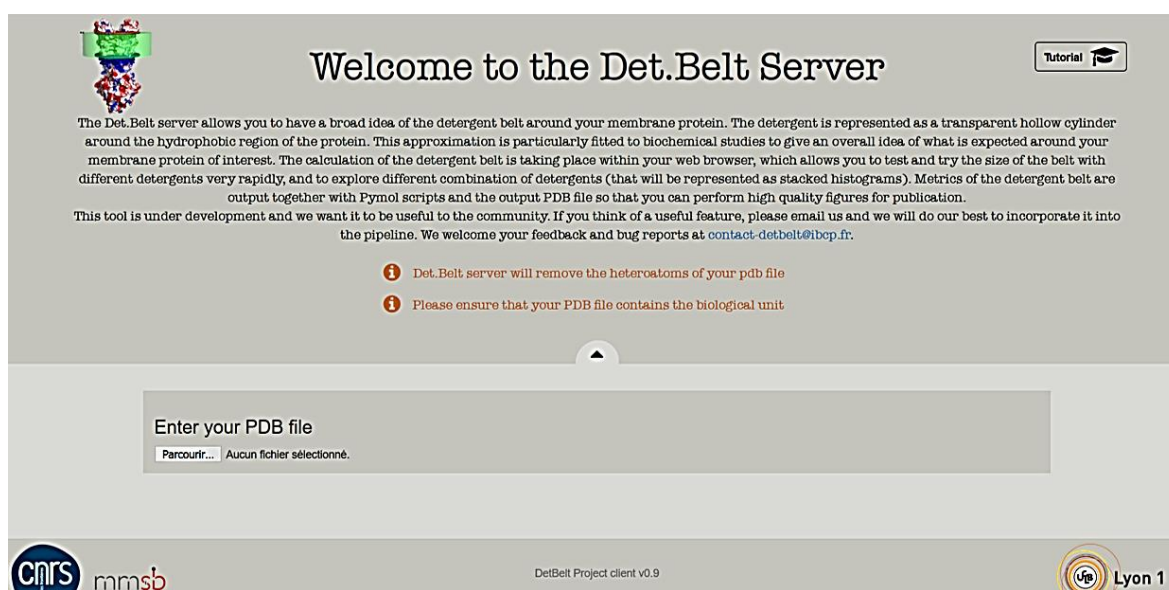 Welcome to the Det.Belt Server
Tutorial
The Det.Belt server allows you to have a broad idea of the detergent belt around your membrane protein. The detergent is represented as a transparent hollow cylinder
around the hydrophobic region of the protein. This approximation is particularly fitted to biochemical studies to give an overall idea of what is expected around your
membrane protein of interest. The calculation of the detergent belt is taking place within your web browser, which allows you to test and try the size of the belt with
different detergents very rapidly, and to explore different combination of detergents (that will be represented as stacked histograms). Metrics of the detergent belt are
output together with Pymol scripts and the output PDB file so that you can perform high quality figures for publication.
This tool is under development and we want it to be useful to the community. If you think of a useful feature, please email us and we will do our best to incorporate it into
the pipeline. We welcome your feedback and bug reports at contact-detbelt@ibcp.fr.
Det.Belt server will remove the heteroatoms of your pdb file
Please ensure that your PDB file contains the biological unit
Enter your PDB file
Parcourir... Aucun fichier sélectionné.
cnrs
mmsb
DetBelt Project client v0.9
Lyon 1